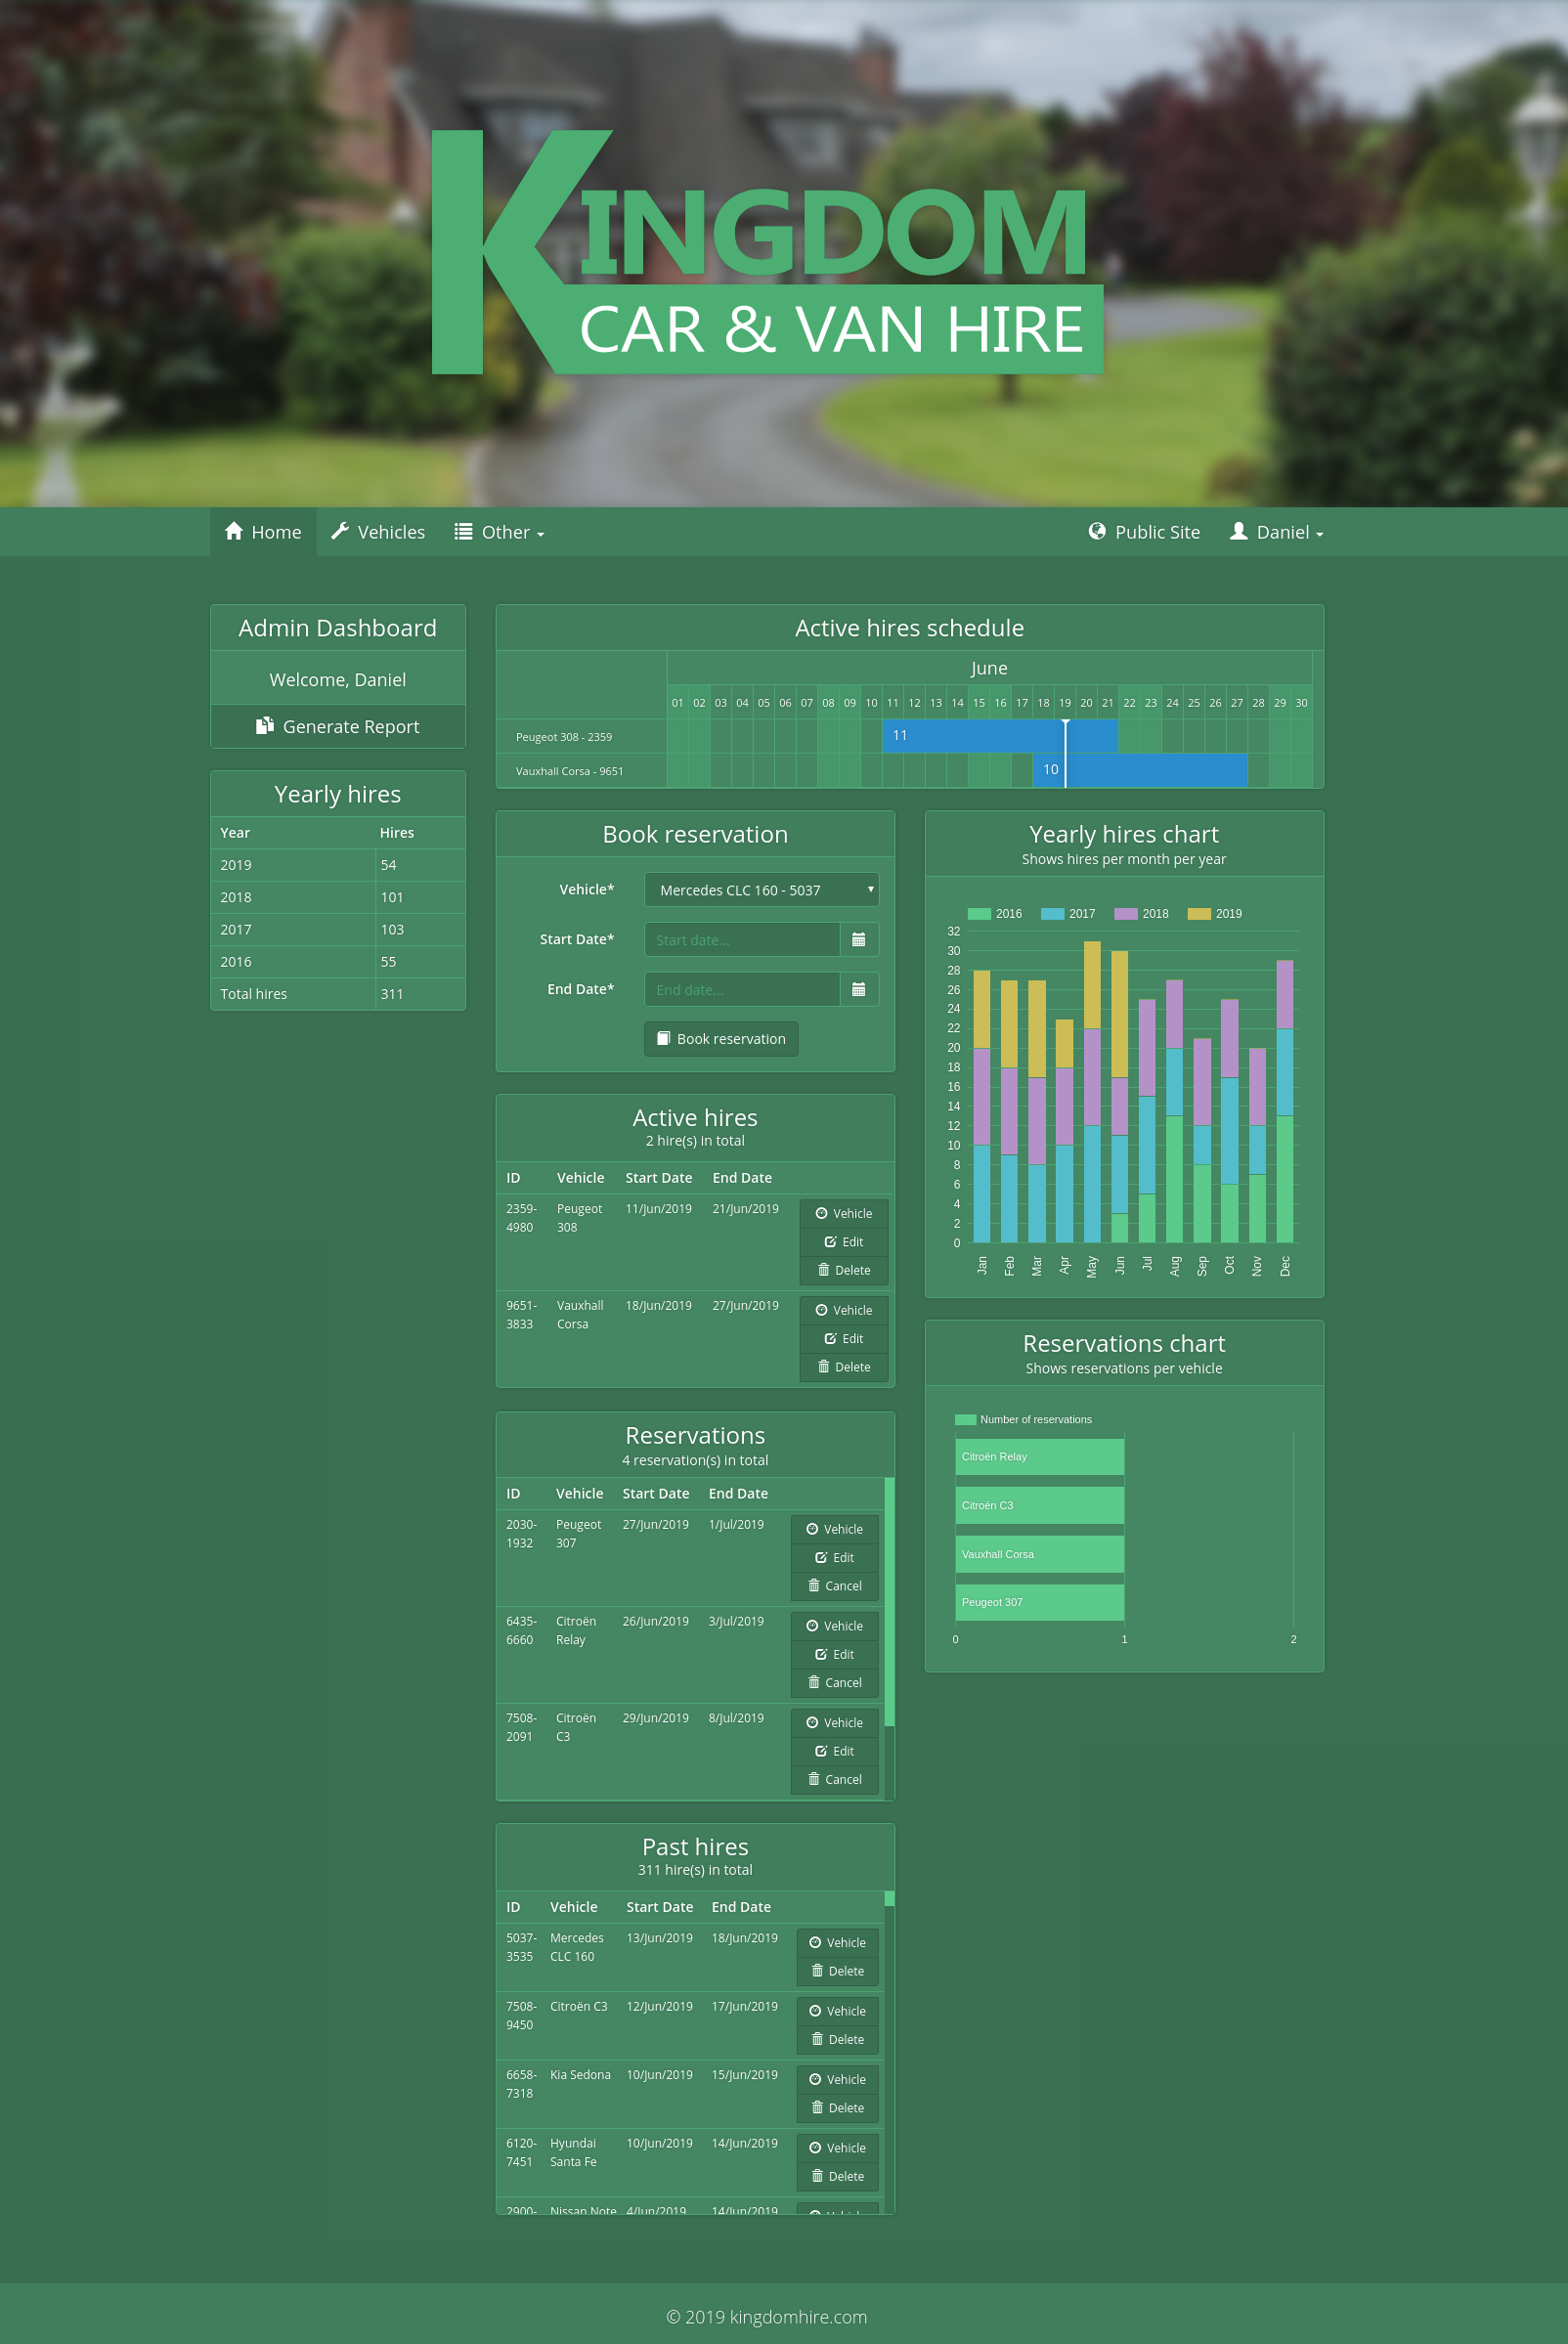 KINGDOM
CAR & VAN HIRE
Home Vehicles Other Public Site Daniel
Admin Dashboard
Welcome, Daniel
Generate Report
Yearly hires
Year Hires
2019 54
2018 101
2017 103
2016 55
Total hires 311
Active hires schedule
June
01 02 03 04 05 06 07 08 09 10 11 12 13 14 15 16 17 18 19 20 21 22 23 24 25 26 27 28 29 30
Peugeot 308 - 2359 11
Vauxhall Corsa - 9651 10
Book reservation
Vehicle* Mercedes CLC 160 - 5037
Start Date* Start date...
End Date* End date...
Book reservation
Active hires
2 hire(s) in total
ID Vehicle Start Date End Date
2359- Peugeot 11/Jun/2019 21/Jun/2019 Vehicle
4980 308
Edit
Delete
9651- Vauxhall 18/Jun/2019 27/Jun/2019 Vehicle
3833 Corsa
Edit
Delete
Reservations
4 reservation(s) in total
ID Vehicle Start Date End Date
2030- Peugeot 27/Jun/2019 1/Jul/2019 Vehicle
1932 307
Edit
Cancel
6435- Citroën 26/Jun/2019 3/Jul/2019 Vehicle
6660 Relay
Edit
Cancel
7508- Citroën 29/Jun/2019 8/Jul/2019 Vehicle
2091 C3
Edit
Cancel
Past hires
311 hire(s) in total
ID Vehicle Start Date End Date
5037- Mercedes 13/Jun/2019 18/Jun/2019 Vehicle
3535 CLC 160
Delete
7508- Citroën C3 12/Jun/2019 17/Jun/2019 Vehicle
9450
Delete
6658- Kia Sedona 10/Jun/2019 15/Jun/2019 Vehicle
7318
Delete
6120- Hyundai 10/Jun/2019 14/Jun/2019 Vehicle
7451 Santa Fe
Delete
2900- Nissan Note 4/Jun/2019 14/Jun/2019 Vehicle
Yearly hires chart
Shows hires per month per year
2016 2017 2018 2019
32
30
28
26
24
22
20
18
16
14
12
10
8
6
4
2
0
Jan Feb Mar Apr May Jun Jul Aug Sep Oct Nov Dec
Reservations chart
Shows reservations per vehicle
Number of reservations
Citroën Relay
Citroën C3
Vauxhall Corsa
Peugeot 307
0 1 2
© 2019 kingdomhire.com